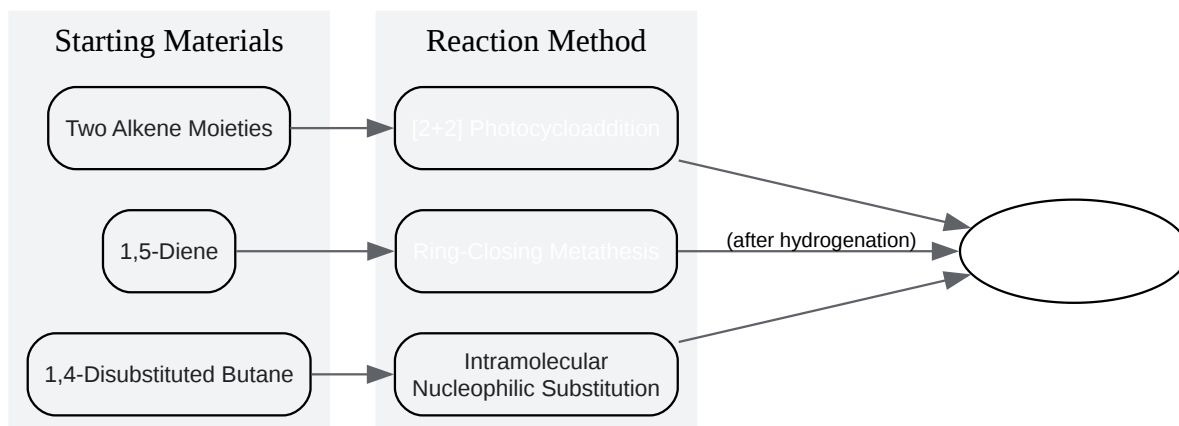 Starting Materials
Reaction Method
Two Alkene Moieties
[2+2] Photocycloaddition
1,5-Diene
Ring-Closing Metathesis
(after hydrogenation)
1,4-Disubstituted Butane
Intramolecular
Nucleophilic Substitution